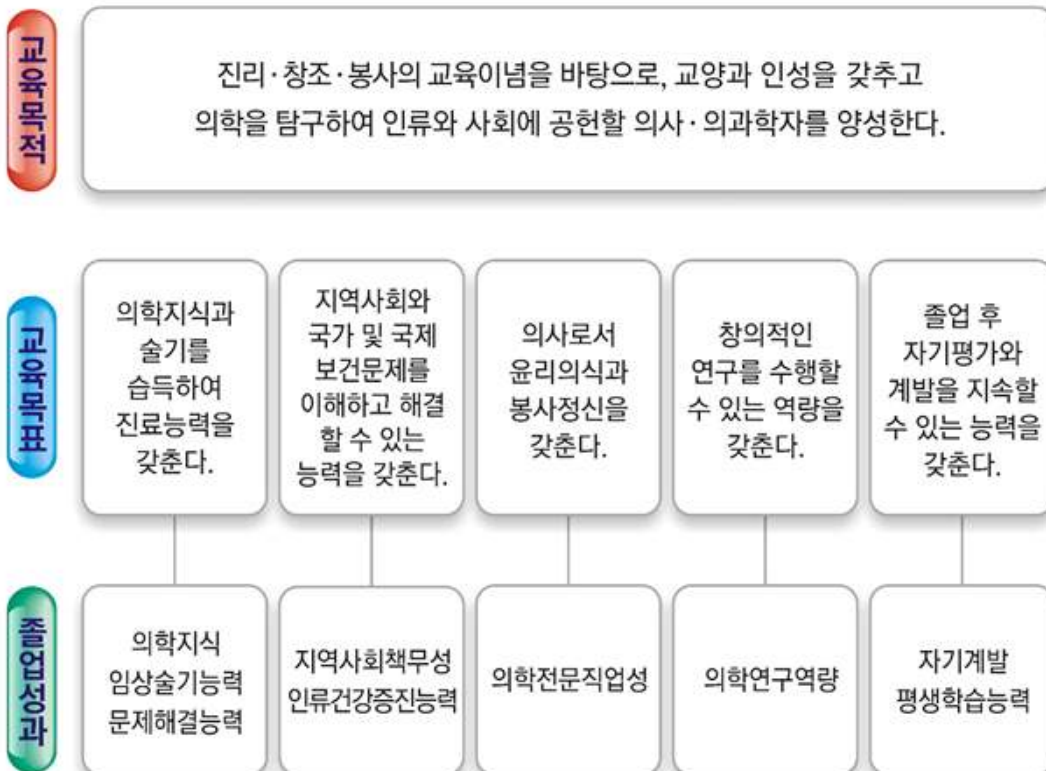 교육목적
진리·창조·봉사의 교육이념을 바탕으로, 교양과 인성을 갖추고
의학을 탐구하여 인류와 사회에 공헌할 의사·의과학자를 양성한다.
교육목표
의학지식과
술기를
습득하여
진료능력을
갖춘다.
지역사회와
국가 및 국제
보건문제를
이해하고 해결
할 수 있는
능력을 갖춘다.
의사로서
윤리의식과
봉사정신을
갖춘다.
창의적인
연구를 수행할
수 있는 역량을
갖춘다.
졸업 후
자기평가와
계발을 지속할
수 있는 능력을
갖춘다.
졸업성과
의학지식
임상술기능력
문제해결능력
지역사회책무성
인류건강증진능력
의학전문직업성
의학연구역량
자기계발
평생학습능력